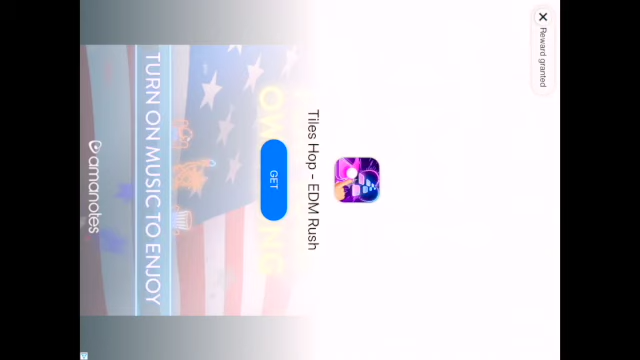 Reward granted
Tiles Hop - EDM Rush
GET
TURN ON MUSIC TO ENJOY
amanotes